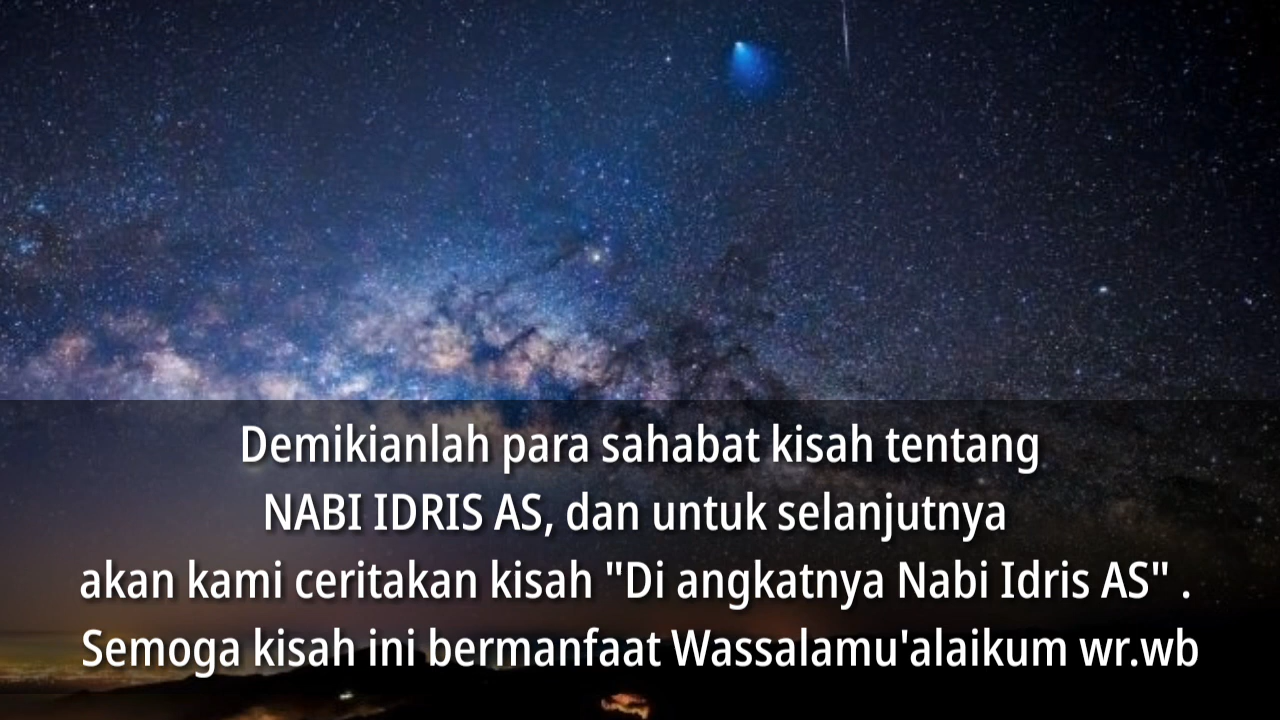 Demikianlah para sahabat kisah tentang
NABI IDRIS AS, dan untuk selanjutnya
akan kami ceritakan kisah "Di angkatnya Nabi Idris AS" .
Semoga kisah ini bermanfaat Wassalamu'alaikum wr.wb